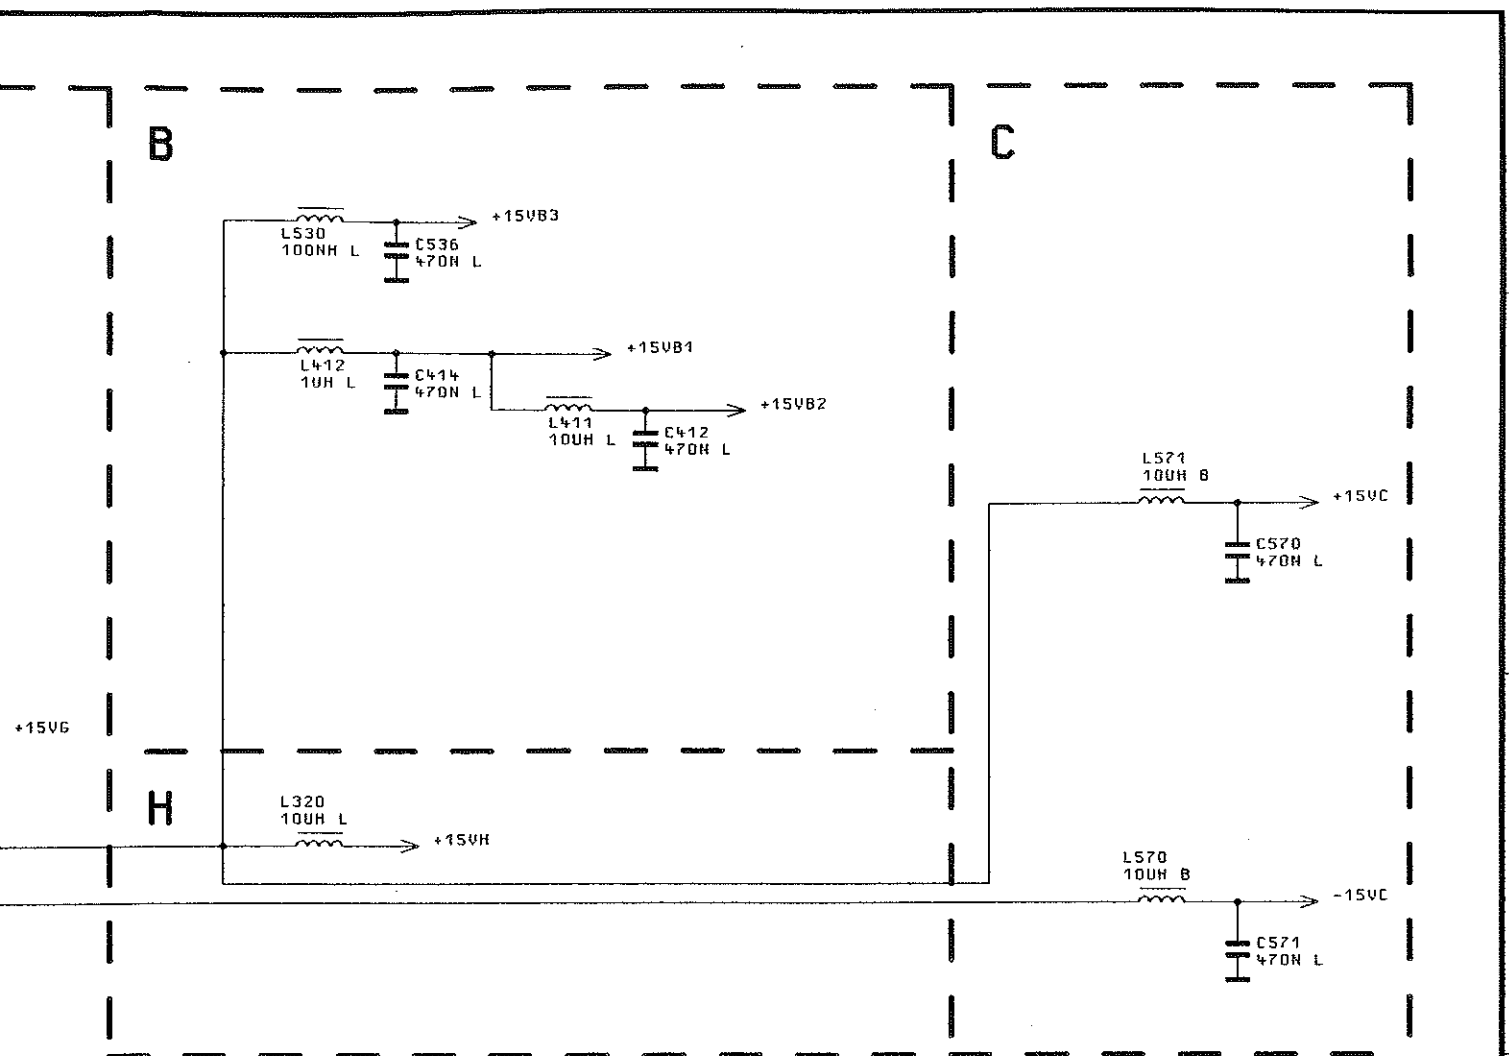 B
C
+15VB3
L530
100NH L
C536
470N L
+15VB1
L412
1UH L
C414
470N L
+15VB2
L411
10UH L
C412
470N L
L571
10UH B
+15VC
C570
470N L
+15VG
H
L320
10UH L
+15VH
L570
10UH B
-15VC
C571
470N L